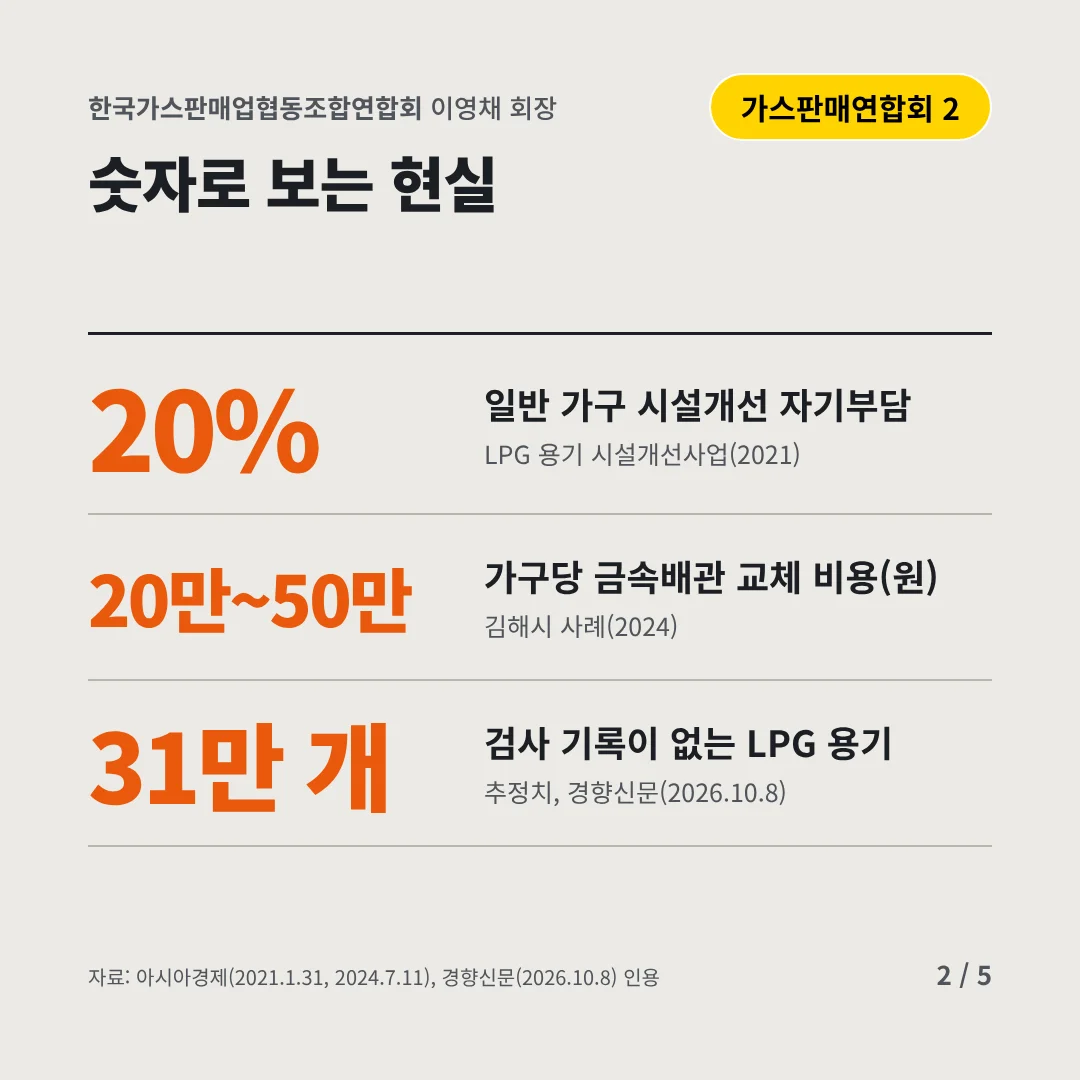 한국가스판매업협동조합연합회 이영채 회장
가스판매연합회 2
숫자로 보는 현실
20%
일반 가구 시설개선 자기부담
LPG 용기 시설개선사업(2021)
20만~50만
가구당 금속배관 교체 비용(원)
김해시 사례(2024)
31만 개
검사 기록이 없는 LPG 용기
추정치, 경향신문(2026.10.8)
자료: 아시아경제(2021.1.31, 2024.7.11), 경향신문(2026.10.8) 인용
2 / 5